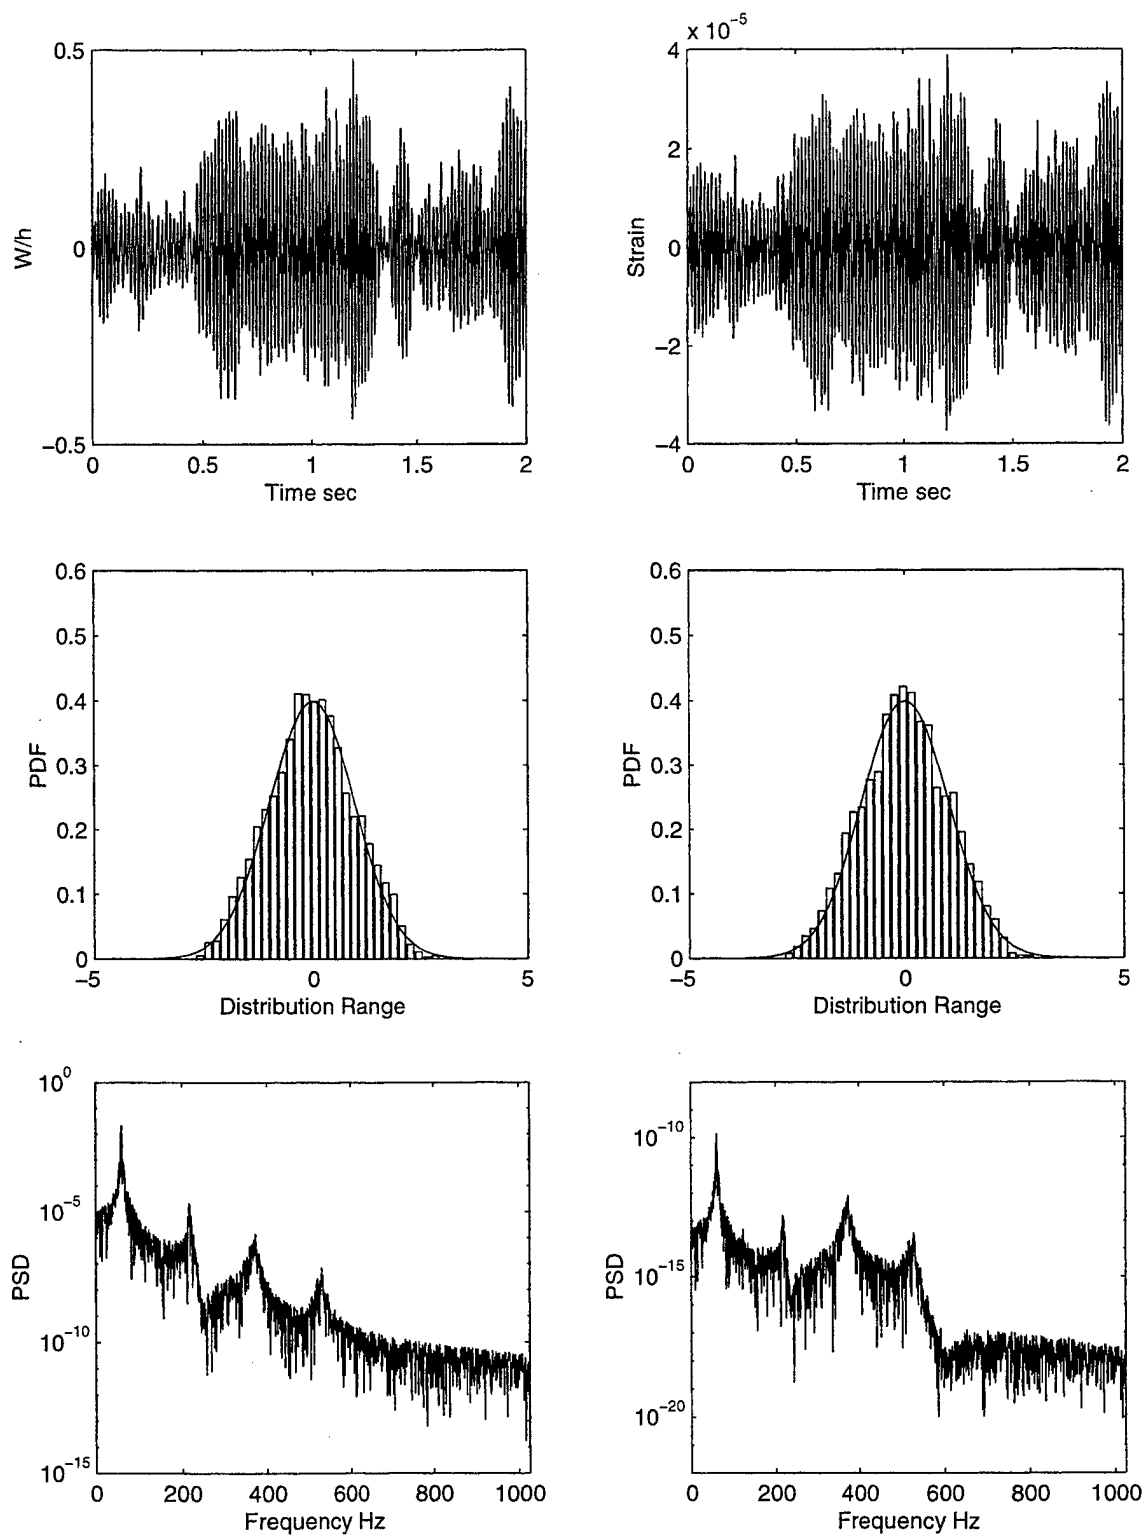 0.5
0
−0.5
W/h
0 0.5 1 1.5 2
Time sec
x 10⁻⁵
4
2
0
−2
−4
Strain
0 0.5 1 1.5 2
Time sec
0.6
0.5
0.4
0.3
0.2
0.1
0
PDF
−5 0 5
Distribution Range
0.6
0.5
0.4
0.3
0.2
0.1
0
PDF
−5 0 5
Distribution Range
10⁰
10⁻⁵
10⁻¹⁰
10⁻¹⁵
PSD
0 200 400 600 800 1000
Frequency Hz
10⁻¹⁰
10⁻¹⁵
10⁻²⁰
PSD
0 200 400 600 800 1000
Frequency Hz